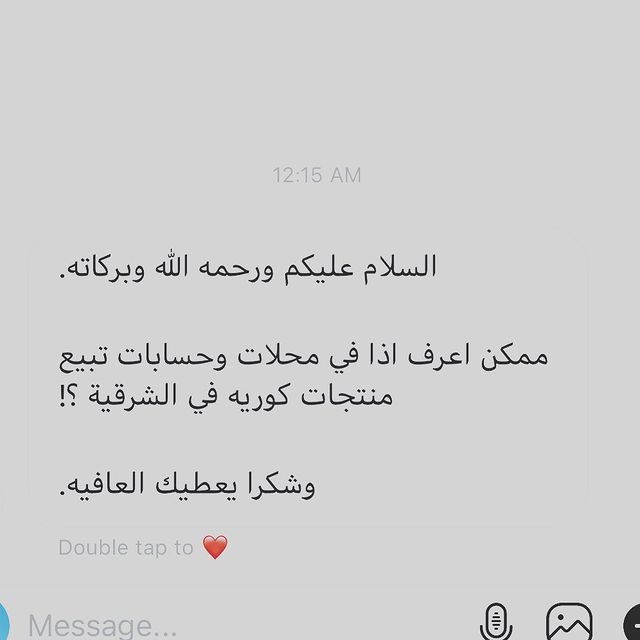 12:15 AM
السلام عليكم ورحمه الله وبركاته.
ممكن اعرف اذا في محلات وحسابات تبيع
منتجات كوريه في الشرقية ؟!
وشكرا يعطيك العافيه.
Double tap to ❤️
Message...